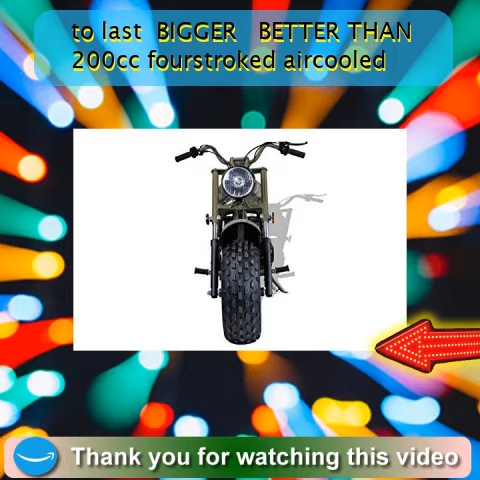 to last BIGGER BETTER THAN
200cc fourstroked aircooled
Thank you for watching this video